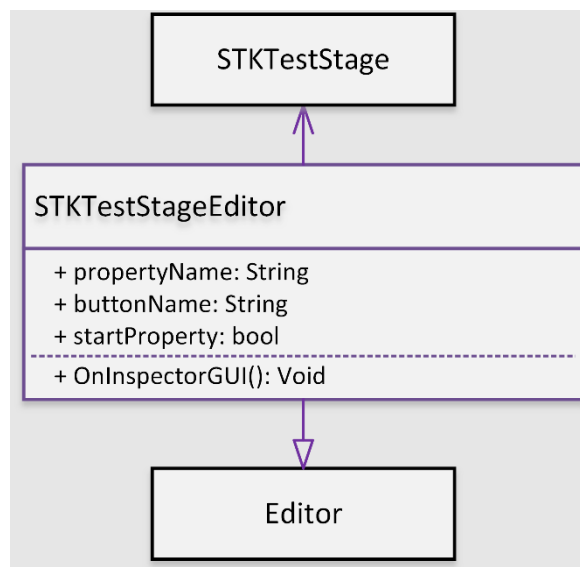 STKTestStage
STKTestStageEditor
+ propertyName: String
+ buttonName: String
+ startProperty: bool
+ OnInspectorGUI(): Void
Editor